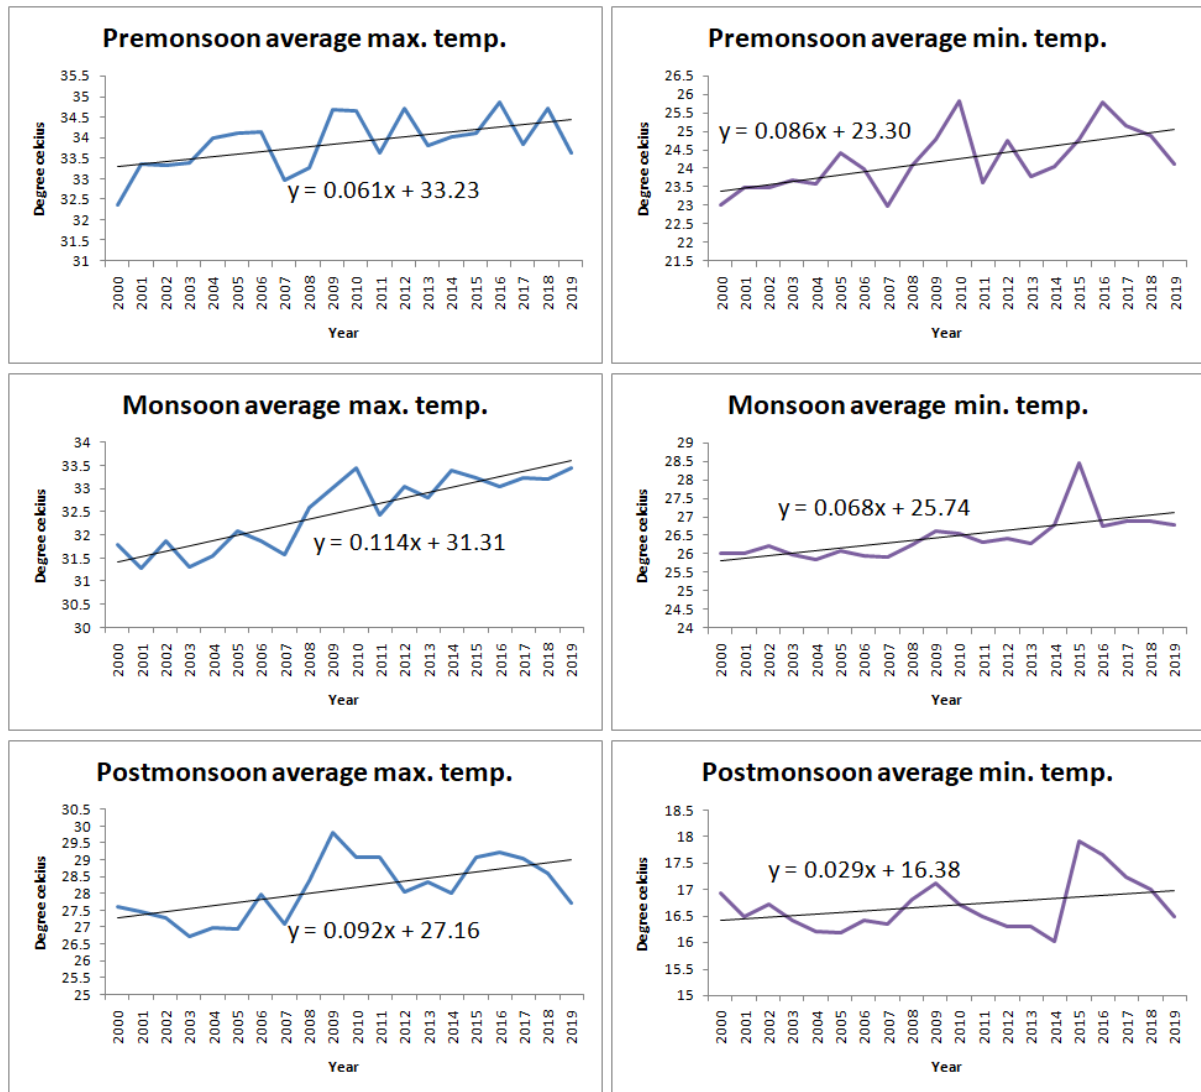 Premonsoon average max. temp.
35.5
35
34.5
34
33.5
33
32.5
32
31.5
31
Degree celcius
y = 0.061x + 33.23
2000 2001 2002 2003 2004 2005 2006 2007 2008 2009 2010 2011 2012 2013 2014 2015 2016 2017 2018 2019
Year
Premonsoon average min. temp.
26.5
26
25.5
25
24.5
24
23.5
23
22.5
22
21.5
Degree celcius
y = 0.086x + 23.30
2000 2001 2002 2003 2004 2005 2006 2007 2008 2009 2010 2011 2012 2013 2014 2015 2016 2017 2018 2019
Year
Monsoon average max. temp.
34
33.5
33
32.5
32
31.5
31
30.5
30
Degree celcius
y = 0.114x + 31.31
2000 2001 2002 2003 2004 2005 2006 2007 2008 2009 2010 2011 2012 2013 2014 2015 2016 2017 2018 2019
Year
Monsoon average min. temp.
29
28.5
28
27.5
27
26.5
26
25.5
25
24.5
24
Degree celcius
y = 0.068x + 25.74
2000 2001 2002 2003 2004 2005 2006 2007 2008 2009 2010 2011 2012 2013 2014 2015 2016 2017 2018 2019
Year
Postmonsoon average max. temp.
30.5
30
29.5
29
28.5
28
27.5
27
26.5
26
25.5
25
Degree celcius
y = 0.092x + 27.16
2000 2001 2002 2003 2004 2005 2006 2007 2008 2009 2010 2011 2012 2013 2014 2015 2016 2017 2018 2019
Year
Postmonsoon average min. temp.
18.5
18
17.5
17
16.5
16
15.5
15
Degree celcius
y = 0.029x + 16.38
2000 2001 2002 2003 2004 2005 2006 2007 2008 2009 2010 2011 2012 2013 2014 2015 2016 2017 2018 2019
Year